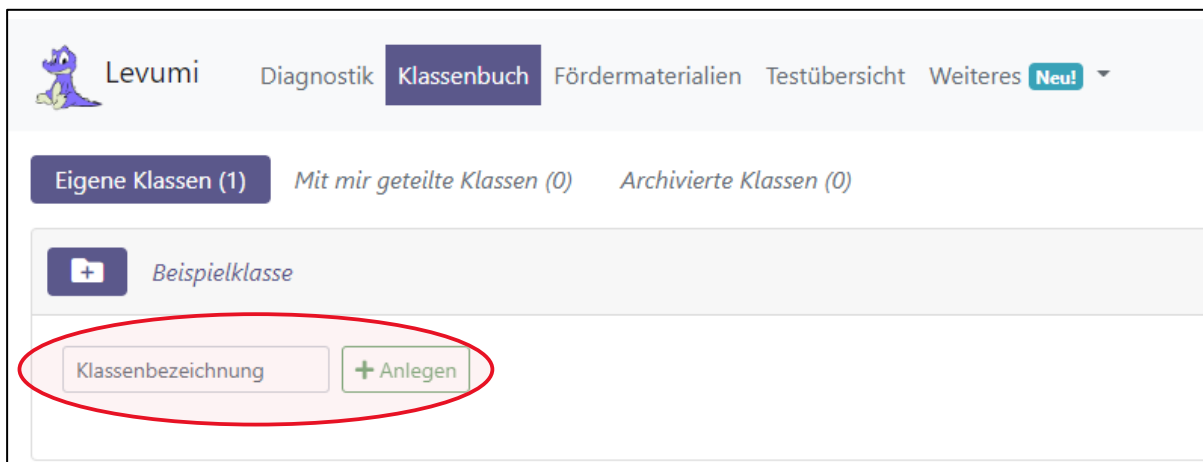 Levumi Diagnostik Klassenbuch Fördermaterialien Testübersicht Weiteres Neu!
Eigene Klassen (1) Mit mir geteilte Klassen (0) Archivierte Klassen (0)
Beispielklasse
Klassenbezeichnung + Anlegen